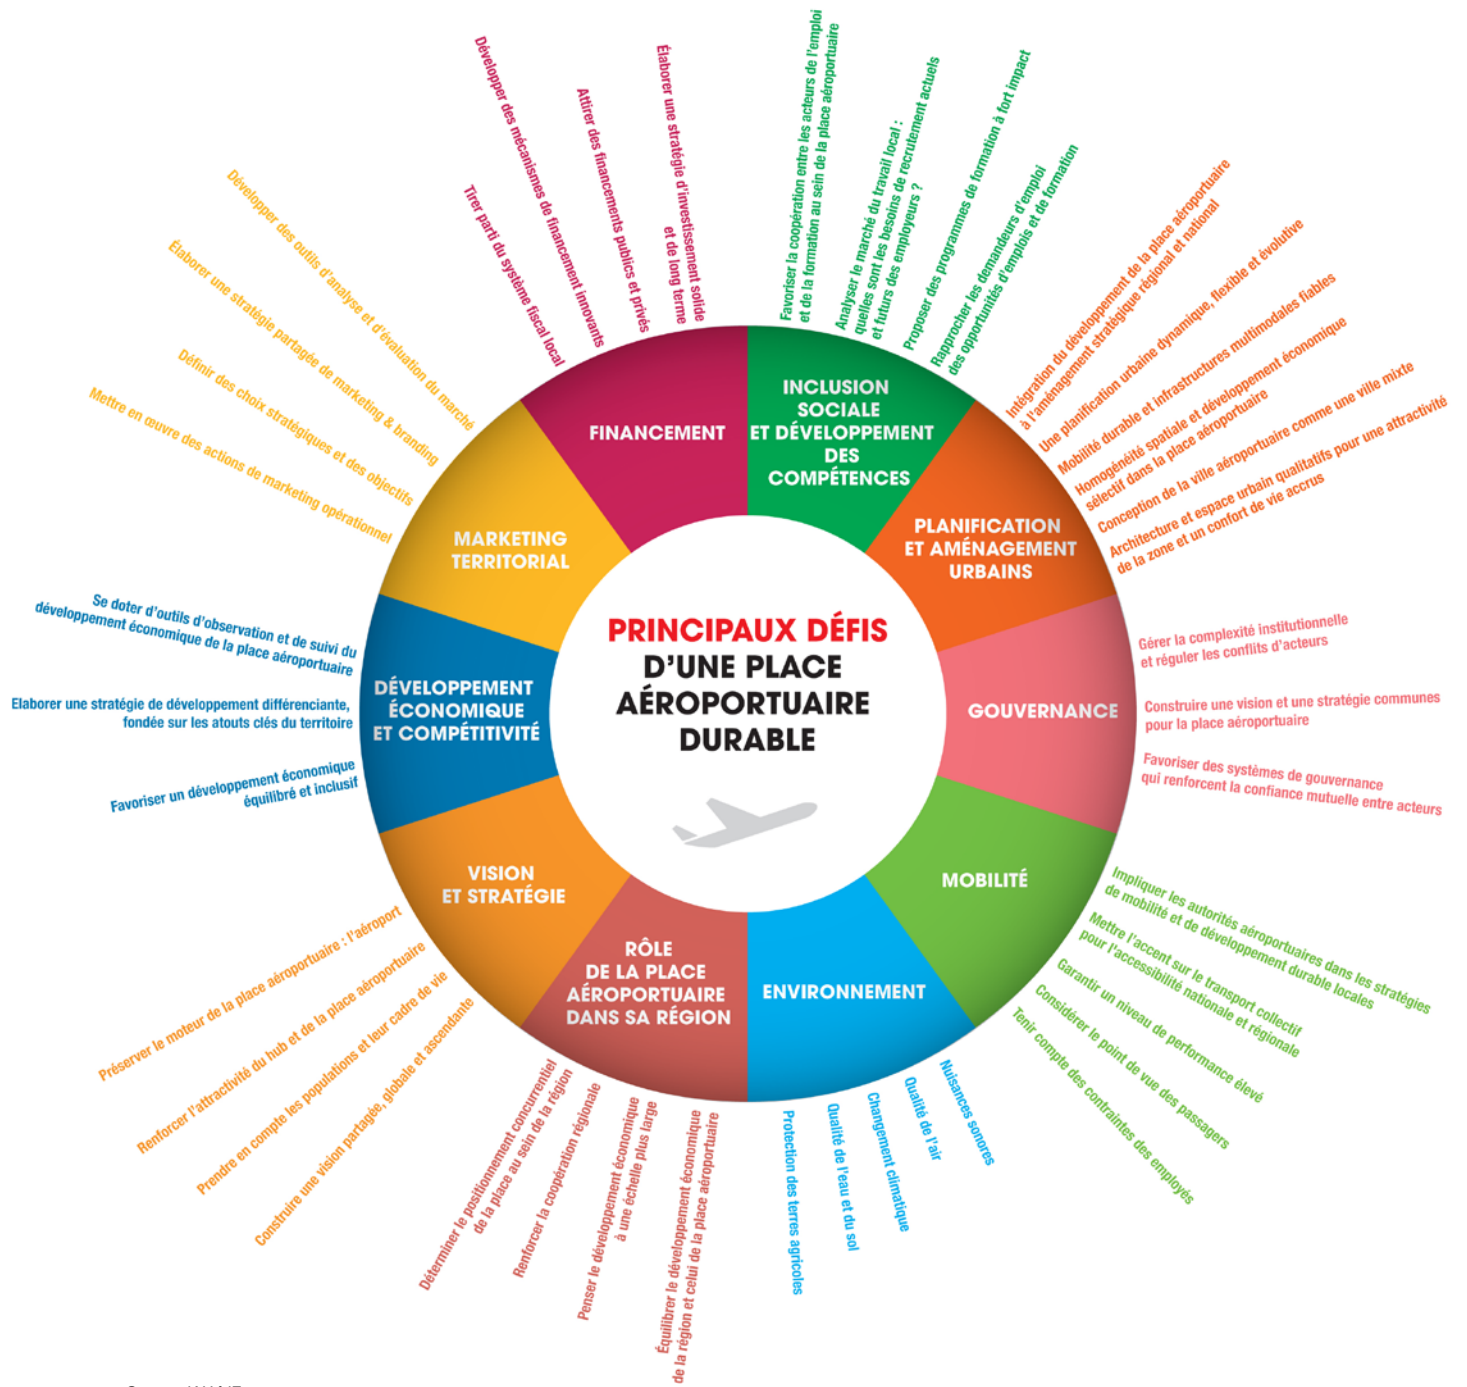 PRINCIPAUX DÉFIS
D'UNE PLACE
AÉROPORTUAIRE
DURABLE
INCLUSION
SOCIALE
ET DÉVELOPPEMENT
DES
COMPÉTENCES
Favoriser la coopération entre les acteurs de l'emploi
et de la formation au sein de la place aéroportuaire
Analyser le marché du travail local :
quelles sont les besoins de recrutement actuels
et futurs des employeurs ?
Proposer des programmes de formation à fort impact
Rapprocher les demandeurs d'emploi
des opportunités d'emplois et de formation
PLANIFICATION
ET AMÉNAGEMENT
URBAINS
Intégration du développement de la place aéroportuaire
à l'aménagement stratégique régional et national
Une planification urbaine dynamique, flexible et évolutive
Mobilité durable et infrastructures multimodales fiables
Homogénéité spatiale et développement économique
sélectif dans la place aéroportuaire
Conception de la ville aéroportuaire comme une ville mixte
Architecture et espace urbain qualitatifs pour une attractivité
de la zone et un confort de vie accrus
GOUVERNANCE
Gérer la complexité institutionnelle
et réguler les conflits d'acteurs
Construire une vision et une stratégie communes
pour la place aéroportuaire
Favoriser des systèmes de gouvernance
qui renforcent la confiance mutuelle entre acteurs
MOBILITÉ
Impliquer les autorités aéroportuaires dans les stratégies
de mobilité et de développement durable locales
Mettre l'accent sur le transport collectif
pour l'accessibilité nationale et régionale
Garantir un niveau de performance élevé
Considérer le point de vue des passagers
Tenir compte des contraintes des employés
ENVIRONNEMENT
Nuisances sonores
Qualité de l'air
Changement climatique
Qualité de l'eau et du sol
Protection des terres agricoles
RÔLE
DE LA PLACE
AÉROPORTUAIRE
DANS SA RÉGION
Équilibrer le développement économique
de la région et celui de la place aéroportuaire
Penser le développement économique
à une échelle plus large
Renforcer la coopération régionale
Déterminer le positionnement concurrentiel
de la place au sein de la région
VISION
ET STRATÉGIE
Construire une vision partagée, globale et ascendante
Prendre en compte les populations et leur cadre de vie
Renforcer l'attractivité du hub et de la place aéroportuaire
Préserver le moteur de la place aéroportuaire : l'aéroport
DÉVELOPPEMENT
ÉCONOMIQUE
ET COMPÉTITIVITÉ
Favoriser un développement économique
équilibré et inclusif
Elaborer une stratégie de développement différenciante,
fondée sur les atouts clés du territoire
Se doter d'outils d'observation et de suivi du
développement économique de la place aéroportuaire
MARKETING
TERRITORIAL
Mettre en œuvre des actions de marketing opérationnel
Définir des choix stratégiques et des objectifs
Élaborer une stratégie partagée de marketing & branding
Développer des outils d'analyse et d'évaluation du marché
FINANCEMENT
Tirer parti du système fiscal local
Développer des mécanismes de financement innovants
Attirer des financements publics et privés
Élaborer une stratégie d'investissement solide
et de long terme